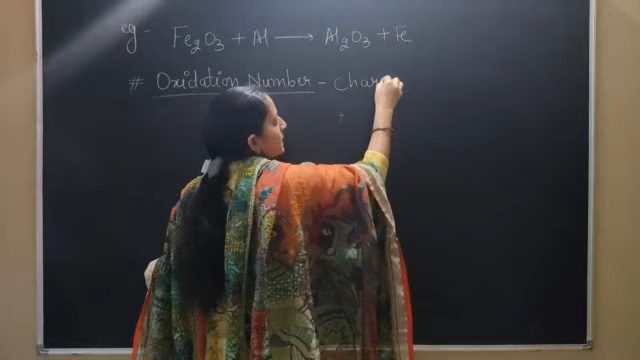 eg - Fe₂O₃ + Al ⟶ Al₂O₃ + Fe
# Oxidation Number - Char